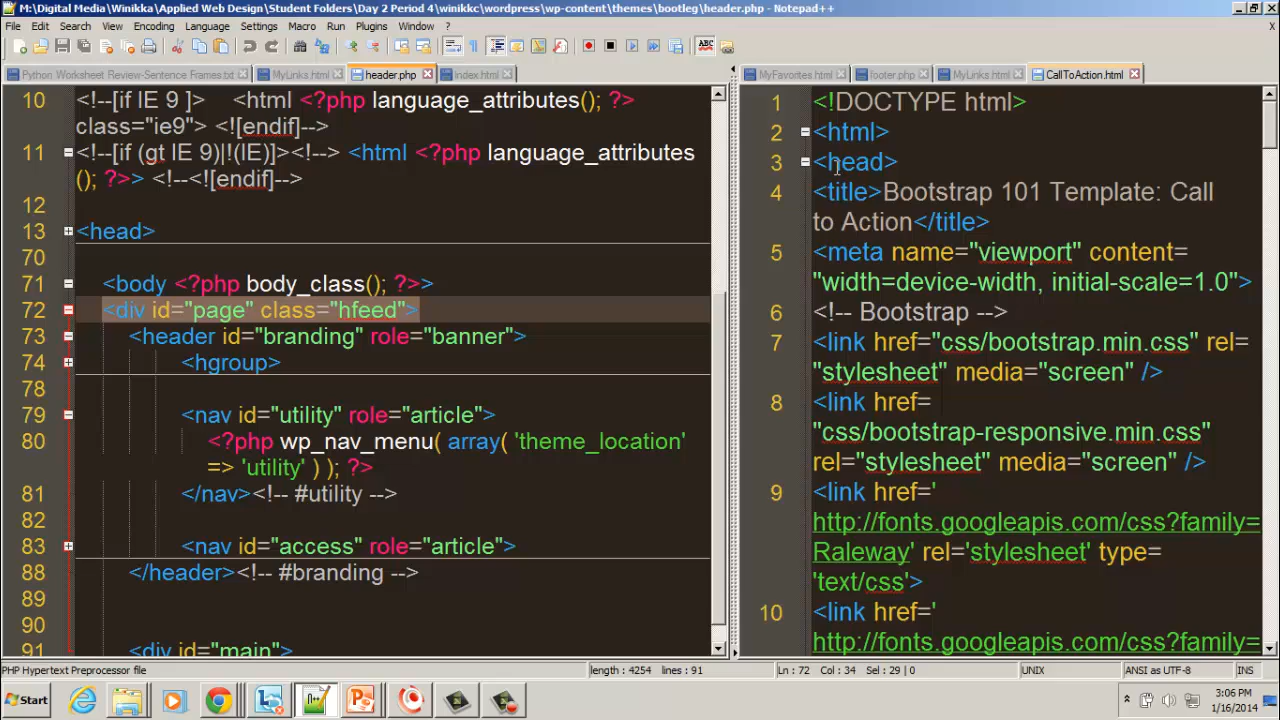 M:\Digital Media\Winikka\Applied Web Design\Student Folders\Day 2 Period 4\winikkc\wordpress\wp-content\themes\bootleg\header.php - Notepad++
File Edit Search View Encoding Language Settings Macro Run Plugins Window ?
X
ABC
Python Worksheet Review-Sentence Frames.txt
MyLinks.html
header.php
index.html
10 <!--[if IE 9 ]>    <html <?php language_attributes(); ?>
class="ie9"> <![endif]-->
11 <!--[if (gt IE 9)|!(IE)]><!--> <html <?php language_attributes
(); ?>> <!--<![endif]-->
12
13 <head>
70
71 <body <?php body_class(); ?>>
72 <div id="page" class="hfeed">
73 <header id="branding" role="banner">
74 <hgroup>
78
79 <nav id="utility" role="article">
80 <?php wp_nav_menu( array( 'theme_location'
=> 'utility' ) ); ?>
81 </nav><!-- #utility -->
82
83 <nav id="access" role="article">
88 </header><!-- #branding -->
89
90
91 <div id="main">
MyFavorites.html
footer.php
MyLinks.html
CallToAction.html
1 <!DOCTYPE html>
2 <html>
3 <head>
4 <title>Bootstrap 101 Template: Call
to Action</title>
5 <meta name="viewport" content=
"width=device-width, initial-scale=1.0">
6 <!-- Bootstrap -->
7 <link href="css/bootstrap.min.css" rel=
"stylesheet" media="screen" />
8 <link href=
"css/bootstrap-responsive.min.css"
rel="stylesheet" media="screen" />
9 <link href='
http://fonts.googleapis.com/css?family=
Raleway' rel='stylesheet' type=
'text/css'>
10 <link href='
http://fonts.googleapis.com/css?family=
PHP Hypertext Preprocessor file
length : 4254   lines : 91
Ln : 72   Col : 34   Sel : 29 | 0
UNIX
ANSI as UTF-8
INS
Start
3:06 PM
1/16/2014